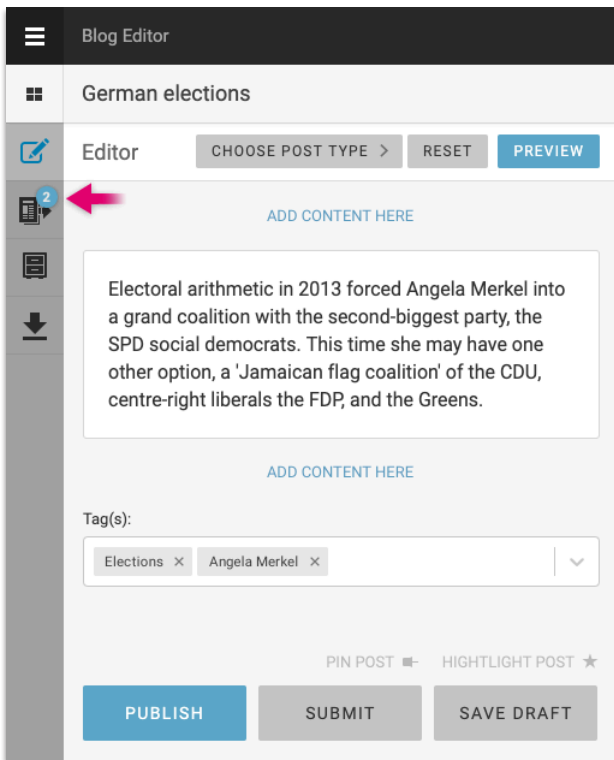 Blog Editor
German elections
Editor
CHOOSE POST TYPE >
RESET
PREVIEW
2
ADD CONTENT HERE
Electoral arithmetic in 2013 forced Angela Merkel into
a grand coalition with the second-biggest party, the
SPD social democrats. This time she may have one
other option, a 'Jamaican flag coalition' of the CDU,
centre-right liberals the FDP, and the Greens.
ADD CONTENT HERE
Tag(s):
Elections ×
Angela Merkel ×
PIN POST
HIGHTLIGHT POST ★
PUBLISH
SUBMIT
SAVE DRAFT